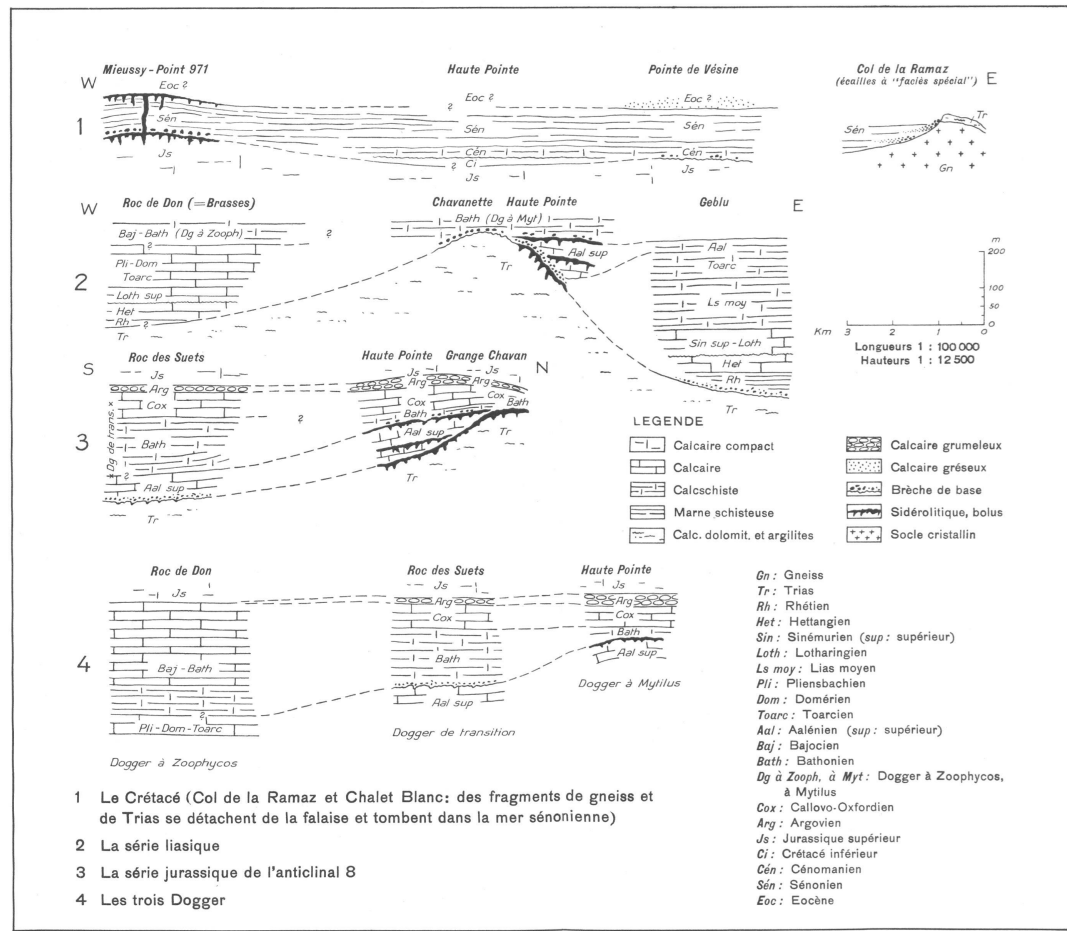 Mieussy - Point 971 Haute Pointe Pointe de Vésine Col de la Ramaz
(écailles à "faciès spécial")
W E
Eoc ? Eoc ? Eoc ?
?
1 Sén Sén Sén Sén Tr
Js Cén Cén Gn
? Ci Js
Js
W Roc de Don (=Brasses) Chavanette Haute Pointe Geblu E
Baj-Bath (Dg à Zooph) ? Bath (Dg à Myt)
? Aal sup Aal
Pli-Dom Tr Toarc
Toarc
2 Loth sup Ls moy
Het
Rh ? Sin sup-Loth
Tr Het
Rh
Tr
m
200
100
50
0
Km 3 2 1 0
Longueurs 1 : 100 000
Hauteurs 1 : 12 500
S Roc des Suets Haute Pointe Grange Chavan N
Js Js Js
Arg Arg Arg
Cox Cox Cox
× Dg de trans. × ? Bath Bath
3 Bath Aal sup Tr
?
Aal sup Tr
Tr
LEGENDE
Calcaire compact
Calcaire
Calcschiste
Marne schisteuse
Calc. dolomit. et argilites
Calcaire grumeleux
Calcaire gréseux
Brèche de base
Sidérolitique, bolus
Socle cristallin
Roc de Don Roc des Suets Haute Pointe
Js Js Js
Arg Arg
Cox Cox
4 Baj-Bath Bath Bath
Aal sup
? Aal sup
Pli-Dom-Toarc
Dogger à Zoophycos
Dogger de transition
Dogger à Mytilus
Gn : Gneiss
Tr : Trias
Rh : Rhétien
Het : Hettangien
Sin : Sinémurien (sup : supérieur)
Loth : Lotharingien
Ls moy : Lias moyen
Pli : Pliensbachien
Dom : Domérien
Toarc : Toarcien
Aal : Aalénien (sup : supérieur)
Baj : Bajocien
Bath : Bathonien
Dg à Zooph, à Myt : Dogger à Zoophycos,
à Mytilus
Cox : Callovo-Oxfordien
Arg : Argovien
Js : Jurassique supérieur
Ci : Crétacé inférieur
Cén : Cénomanien
Sén : Sénonien
Eoc : Eocène
1 Le Crétacé (Col de la Ramaz et Chalet Blanc: des fragments de gneiss et
de Trias se détachent de la falaise et tombent dans la mer sénonienne)
2 La série liasique
3 La série jurassique de l'anticlinal 8
4 Les trois Dogger